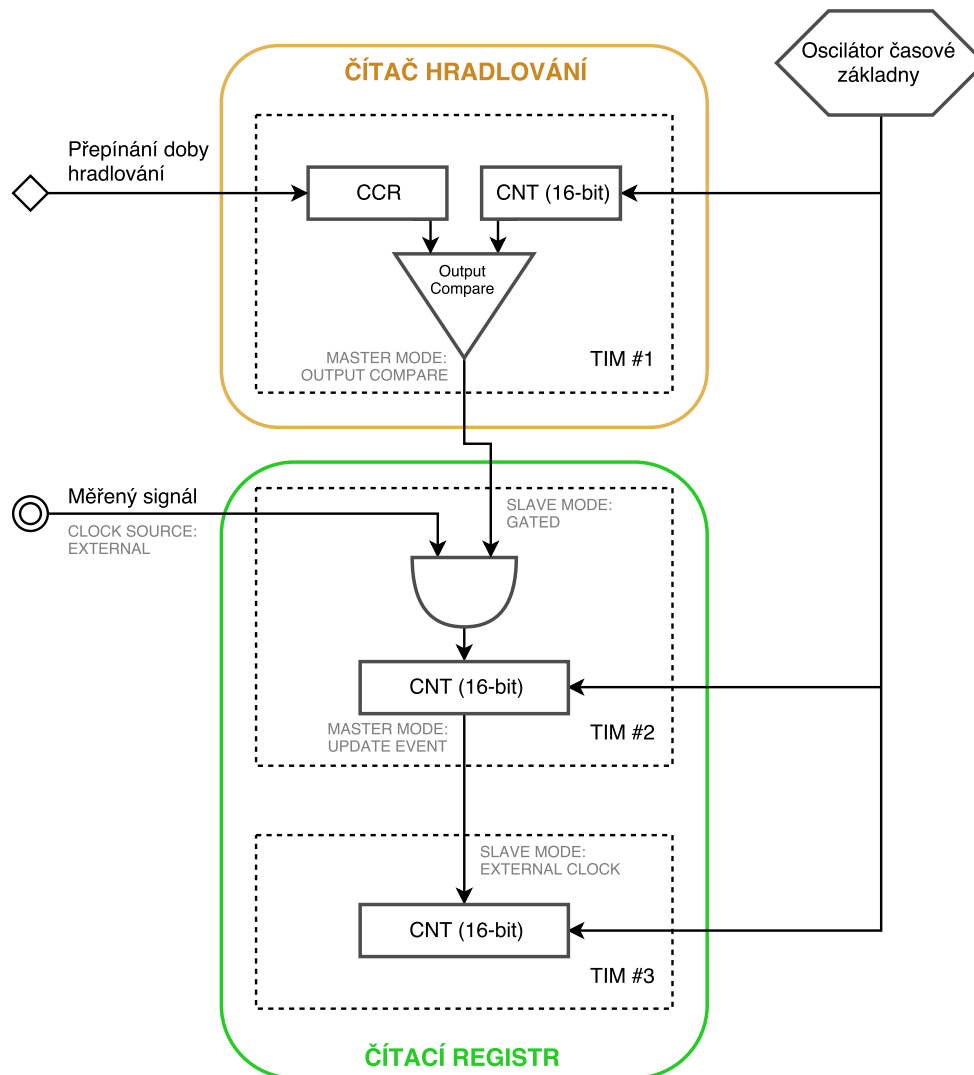 Oscilátor časové
základny
ČÍTAČ HRADLOVÁNÍ
Přepínání doby
hradlování
CCR
CNT (16-bit)
Output
Compare
MASTER MODE:
OUTPUT COMPARE
TIM #1
Měřený signál
CLOCK SOURCE:
EXTERNAL
SLAVE MODE:
GATED
CNT (16-bit)
MASTER MODE:
UPDATE EVENT
TIM #2
SLAVE MODE:
EXTERNAL CLOCK
CNT (16-bit)
TIM #3
ČÍTACÍ REGISTR